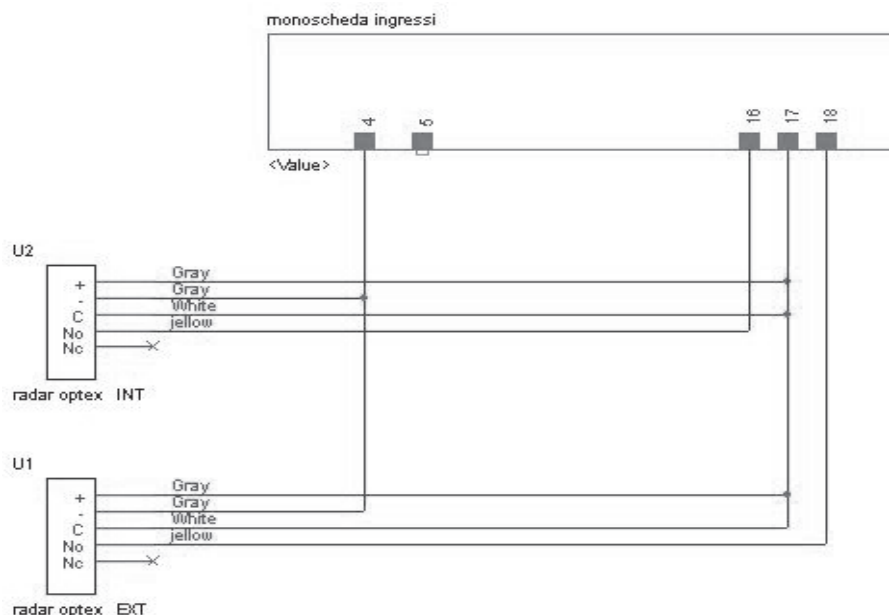 monoscheda ingressi
4 5 16 17 18
<Value>
U2
+ Gray
- Gray
C White
No jellow
Nc
radar optex INT
U1
+ Gray
- Gray
C White
No jellow
Nc
radar optex EXT